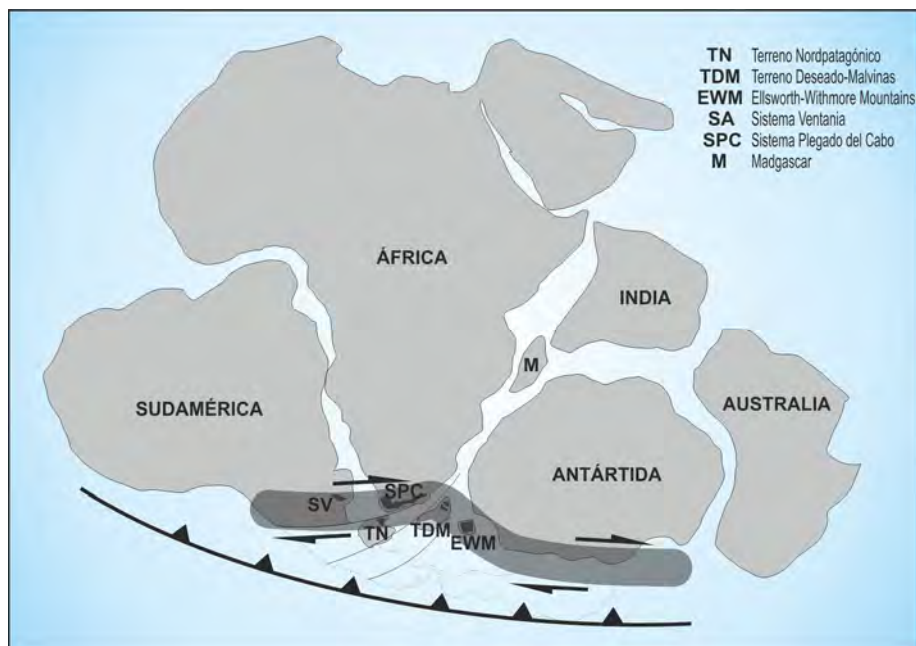 TN Terreno Nordpatagónico
TDM Terreno Deseado-Malvinas
EWM Ellsworth-Withmore Mountains
SA Sistema Ventania
SPC Sistema Plegado del Cabo
M Madgascar
ÁFRICA
INDIA
M
SUDAMÉRICA
AUSTRALIA
ANTÁRTIDA
SPC
SV
TN
TDM
EWM